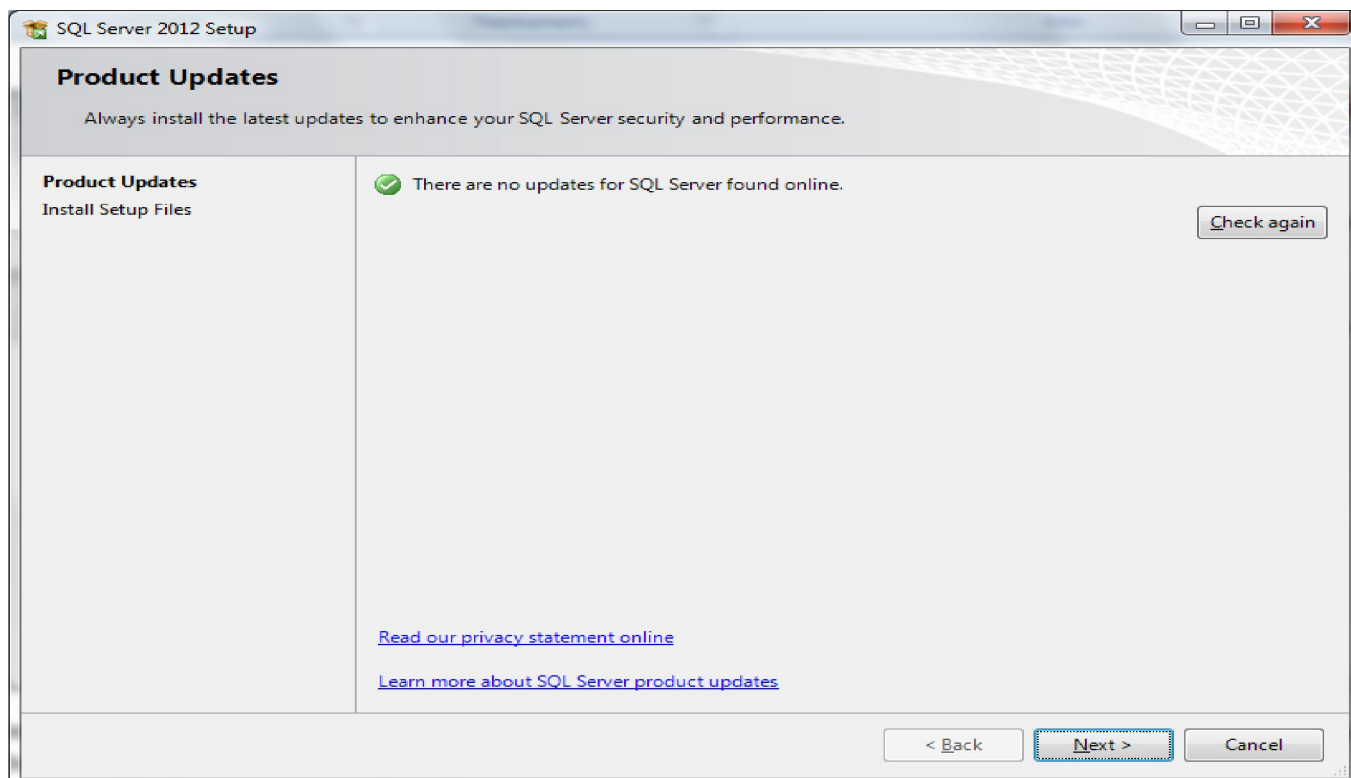 SQL Server 2012 Setup
Product Updates
Always install the latest updates to enhance your SQL Server security and performance.
Product Updates
Install Setup Files
There are no updates for SQL Server found online.
Check again
Read our privacy statement online
Learn more about SQL Server product updates
< Back
Next >
Cancel